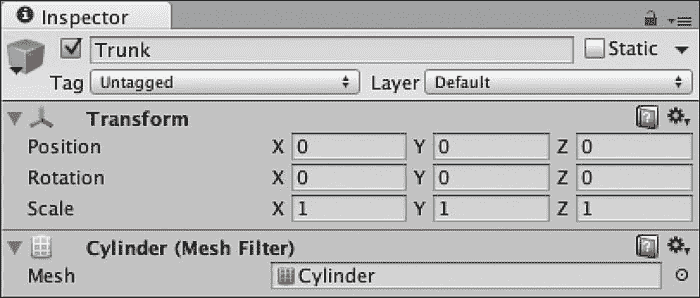 Inspector
Trunk Static
Tag Untagged Layer Default
Transform
Position X 0 Y 0 Z 0
Rotation X 0 Y 0 Z 0
Scale X 1 Y 1 Z 1
Cylinder (Mesh Filter)
Mesh Cylinder